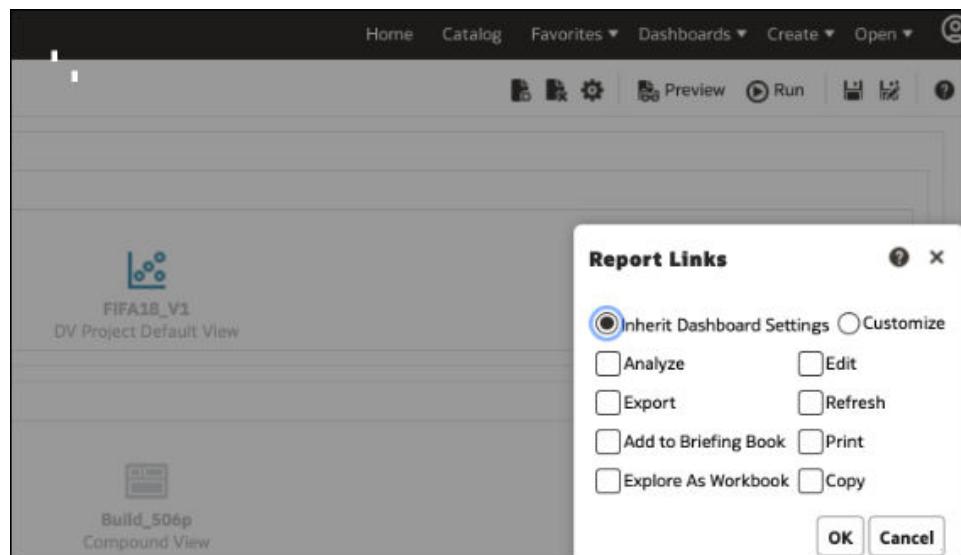 Home Catalog Favorites Dashboards Create Open
Preview Run
FIFA18_V1
DV Project Default View
Report Links
Inherit Dashboard Settings Customize
Analyze Edit
Export Refresh
Add to Briefing Book Print
Explore As Workbook Copy
Build_506p
Compound View
OK Cancel